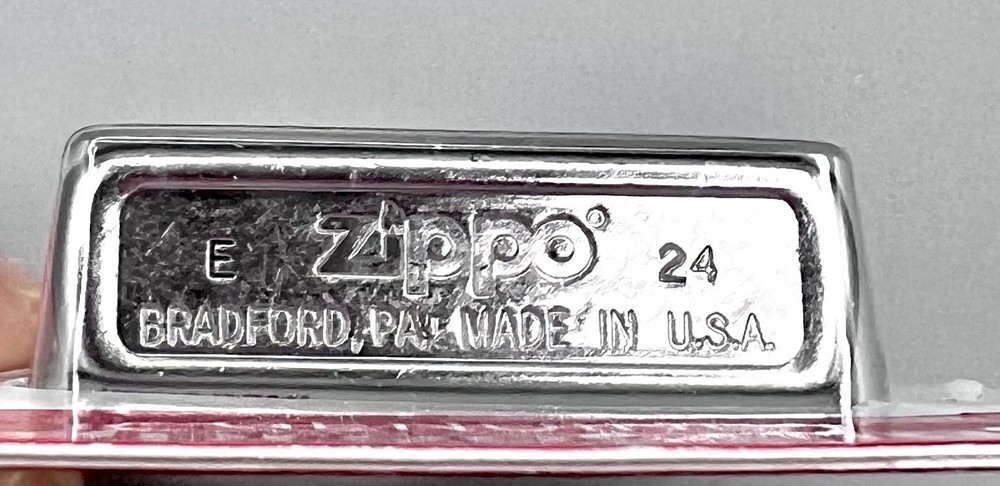 E zippo® 24
BRADFORD, PA. MADE IN U.S.A.